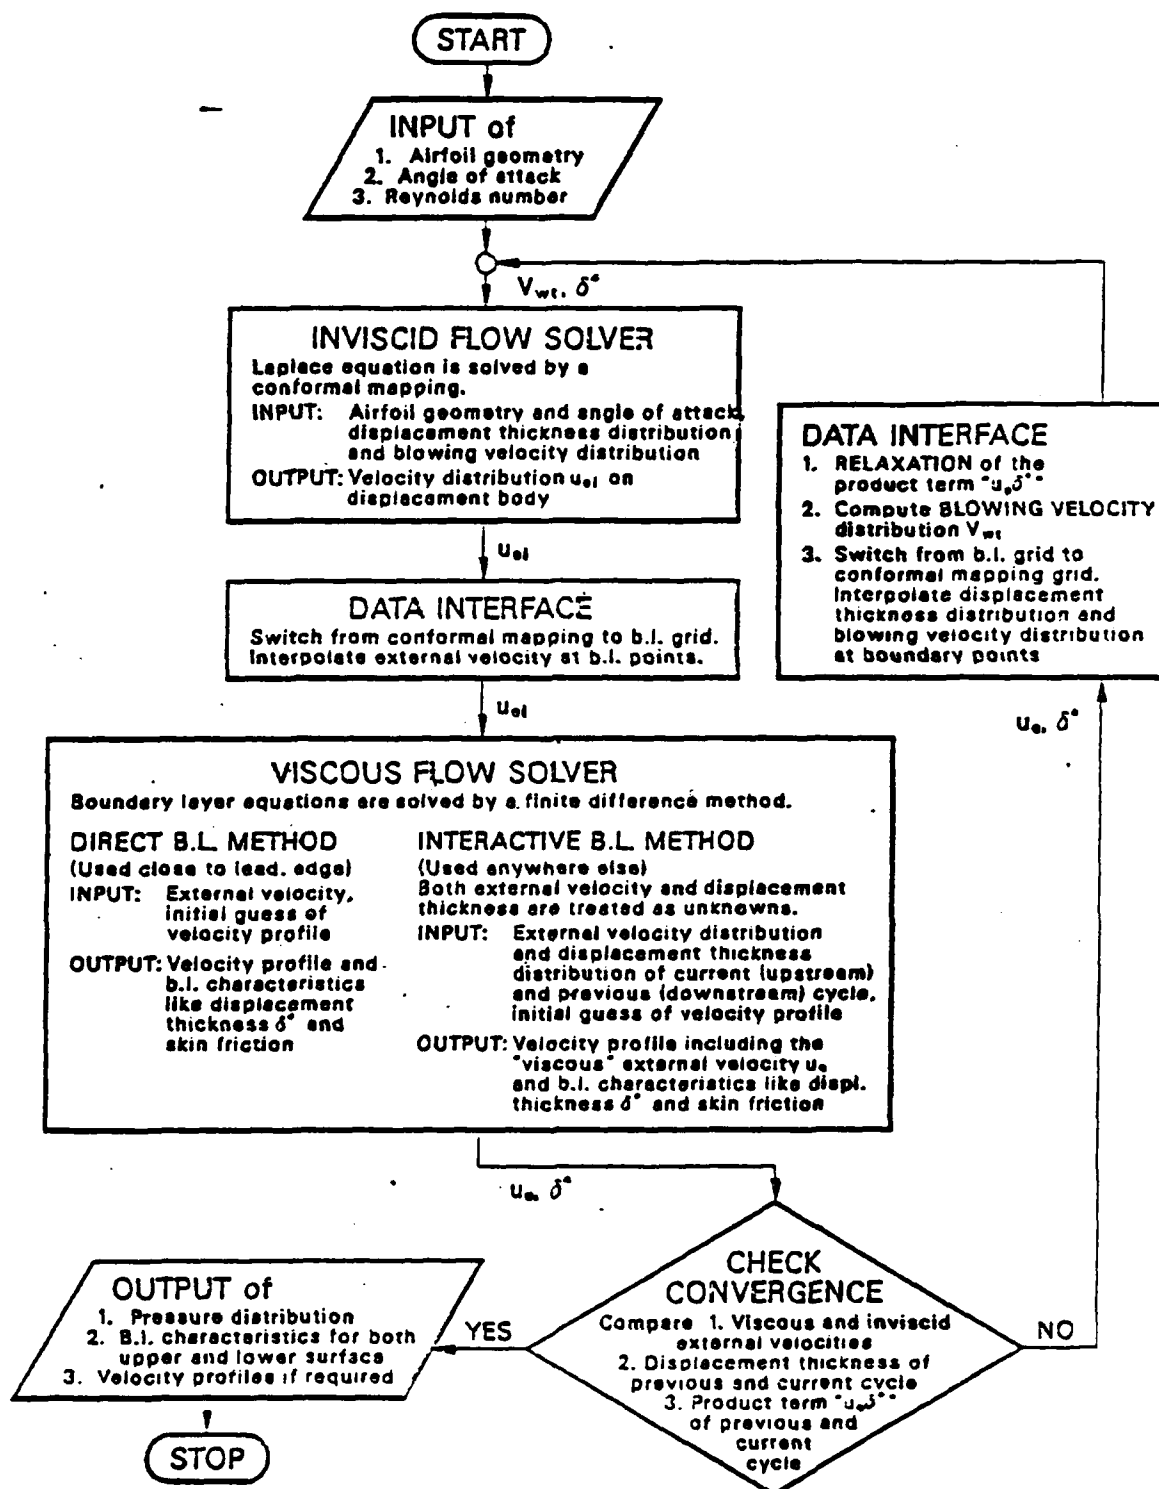 START
INPUT of
1. Airfoil geometry
2. Angle of attack
3. Reynolds number
Vwt, δ*
INVISCID FLOW SOLVER
Laplace equation is solved by a
conformal mapping.
INPUT: Airfoil geometry and angle of attack,
displacement thickness distribution
and blowing velocity distribution
OUTPUT: Velocity distribution uei on
displacement body
uei
DATA INTERFACE
Switch from conformal mapping to b.l. grid.
Interpolate external velocity at b.l. points.
uei
DATA INTERFACE
1. RELAXATION of the
product term "ueδ*"
2. Compute BLOWING VELOCITY
distribution Vwt
3. Switch from b.l. grid to
conformal mapping grid.
Interpolate displacement
thickness distribution and
blowing velocity distribution
at boundary points
ue, δ*
VISCOUS FLOW SOLVER
Boundary layer equations are solved by a finite difference method.
DIRECT B.L. METHOD
(Used close to lead. edge)
INPUT: External velocity,
initial guess of
velocity profile
OUTPUT: Velocity profile and
b.l. characteristics
like displacement
thickness δ* and
skin friction
INTERACTIVE B.L. METHOD
(Used anywhere else)
Both external velocity and displacement
thickness are treated as unknowns.
INPUT: External velocity distribution
and displacement thickness
distribution of current (upstream)
and previous (downstream) cycle,
initial guess of velocity profile
OUTPUT: Velocity profile including the
"viscous" external velocity ue
and b.l. characteristics like displ.
thickness δ* and skin friction
ue, δ*
CHECK
CONVERGENCE
Compare 1. Viscous and inviscid
external velocities
2. Displacement thickness of
previous and current cycle
3. Product term "ueδ*"
of previous and
current
cycle
YES
NO
OUTPUT of
1. Pressure distribution
2. B.l. characteristics for both
upper and lower surface
3. Velocity profiles if required
STOP